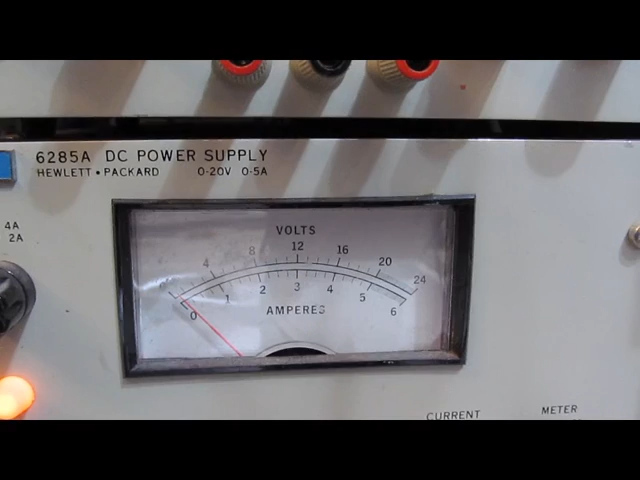 6285A DC POWER SUPPLY
HEWLETT • PACKARD 0-20V 0-5A
4A
2A
VOLTS
0 4 8 12 16 20 24
0 1 2 3 4 5 6
AMPERES
CURRENT
METER